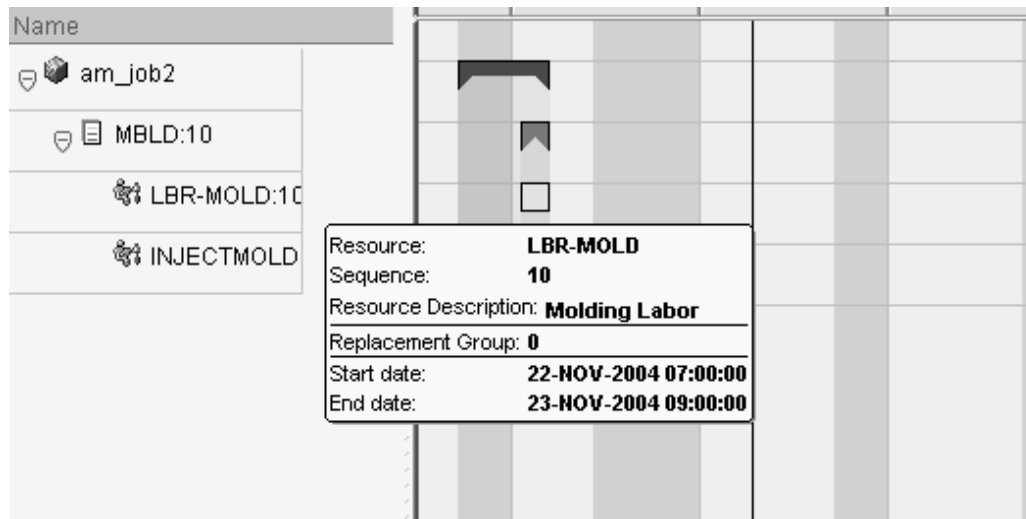 Name
am_job2
MBLD:10
LBR-MOLD:10
INJECTMOLD
Resource: LBR-MOLD
Sequence: 10
Resource Description: Molding Labor
Replacement Group: 0
Start date: 22-NOV-2004 07:00:00
End date: 23-NOV-2004 09:00:00